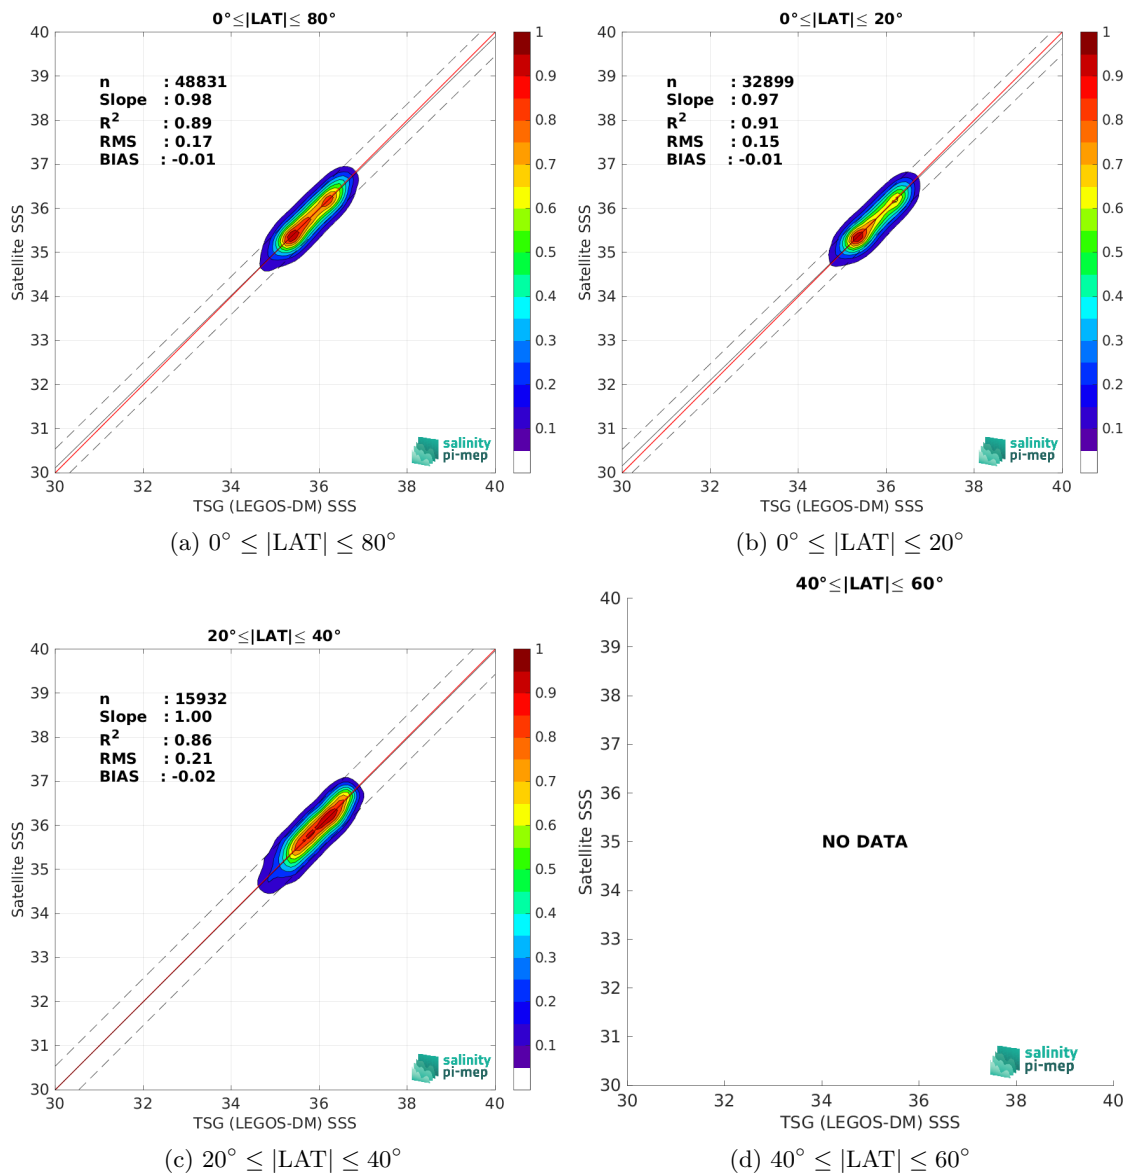 0°≤|LAT|≤ 80°
40
39
38
37
36
35
34
33
32
31
30
Satellite SSS
n : 48831
Slope : 0.98
R² : 0.89
RMS : 0.17
BIAS : -0.01
1
0.9
0.8
0.7
0.6
0.5
0.4
0.3
0.2
0.1
salinity
pi-mep
30 32 34 36 38 40
TSG (LEGOS-DM) SSS
(a) 0° ≤ |LAT| ≤ 80°
0°≤|LAT|≤ 20°
40
39
38
37
36
35
34
33
32
31
30
Satellite SSS
n : 32899
Slope : 0.97
R² : 0.91
RMS : 0.15
BIAS : -0.01
1
0.9
0.8
0.7
0.6
0.5
0.4
0.3
0.2
0.1
salinity
pi-mep
30 32 34 36 38 40
TSG (LEGOS-DM) SSS
(b) 0° ≤ |LAT| ≤ 20°
20°≤|LAT|≤ 40°
40
39
38
37
36
35
34
33
32
31
30
Satellite SSS
n : 15932
Slope : 1.00
R² : 0.86
RMS : 0.21
BIAS : -0.02
1
0.9
0.8
0.7
0.6
0.5
0.4
0.3
0.2
0.1
salinity
pi-mep
30 32 34 36 38 40
TSG (LEGOS-DM) SSS
(c) 20° ≤ |LAT| ≤ 40°
40°≤|LAT|≤ 60°
40
39
38
37
36
35
34
33
32
31
30
Satellite SSS
NO DATA
salinity
pi-mep
30 32 34 36 38 40
TSG (LEGOS-DM) SSS
(d) 40° ≤ |LAT| ≤ 60°